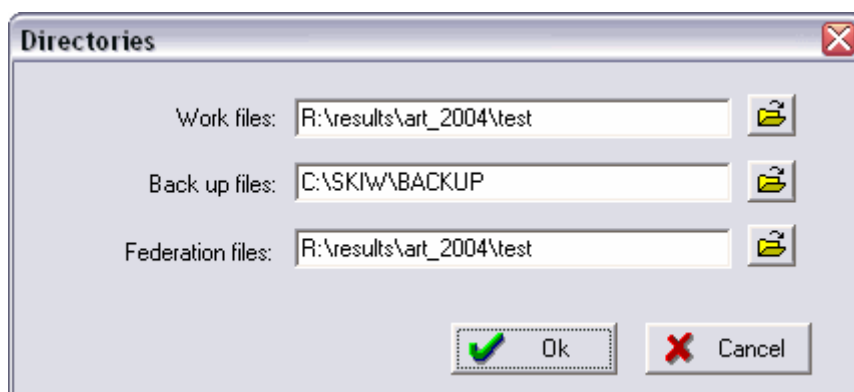 Directories
Work files: R:\results\art_2004\test
Back up files: C:\SKIW\BACKUP
Federation files: R:\results\art_2004\test
Ok Cancel